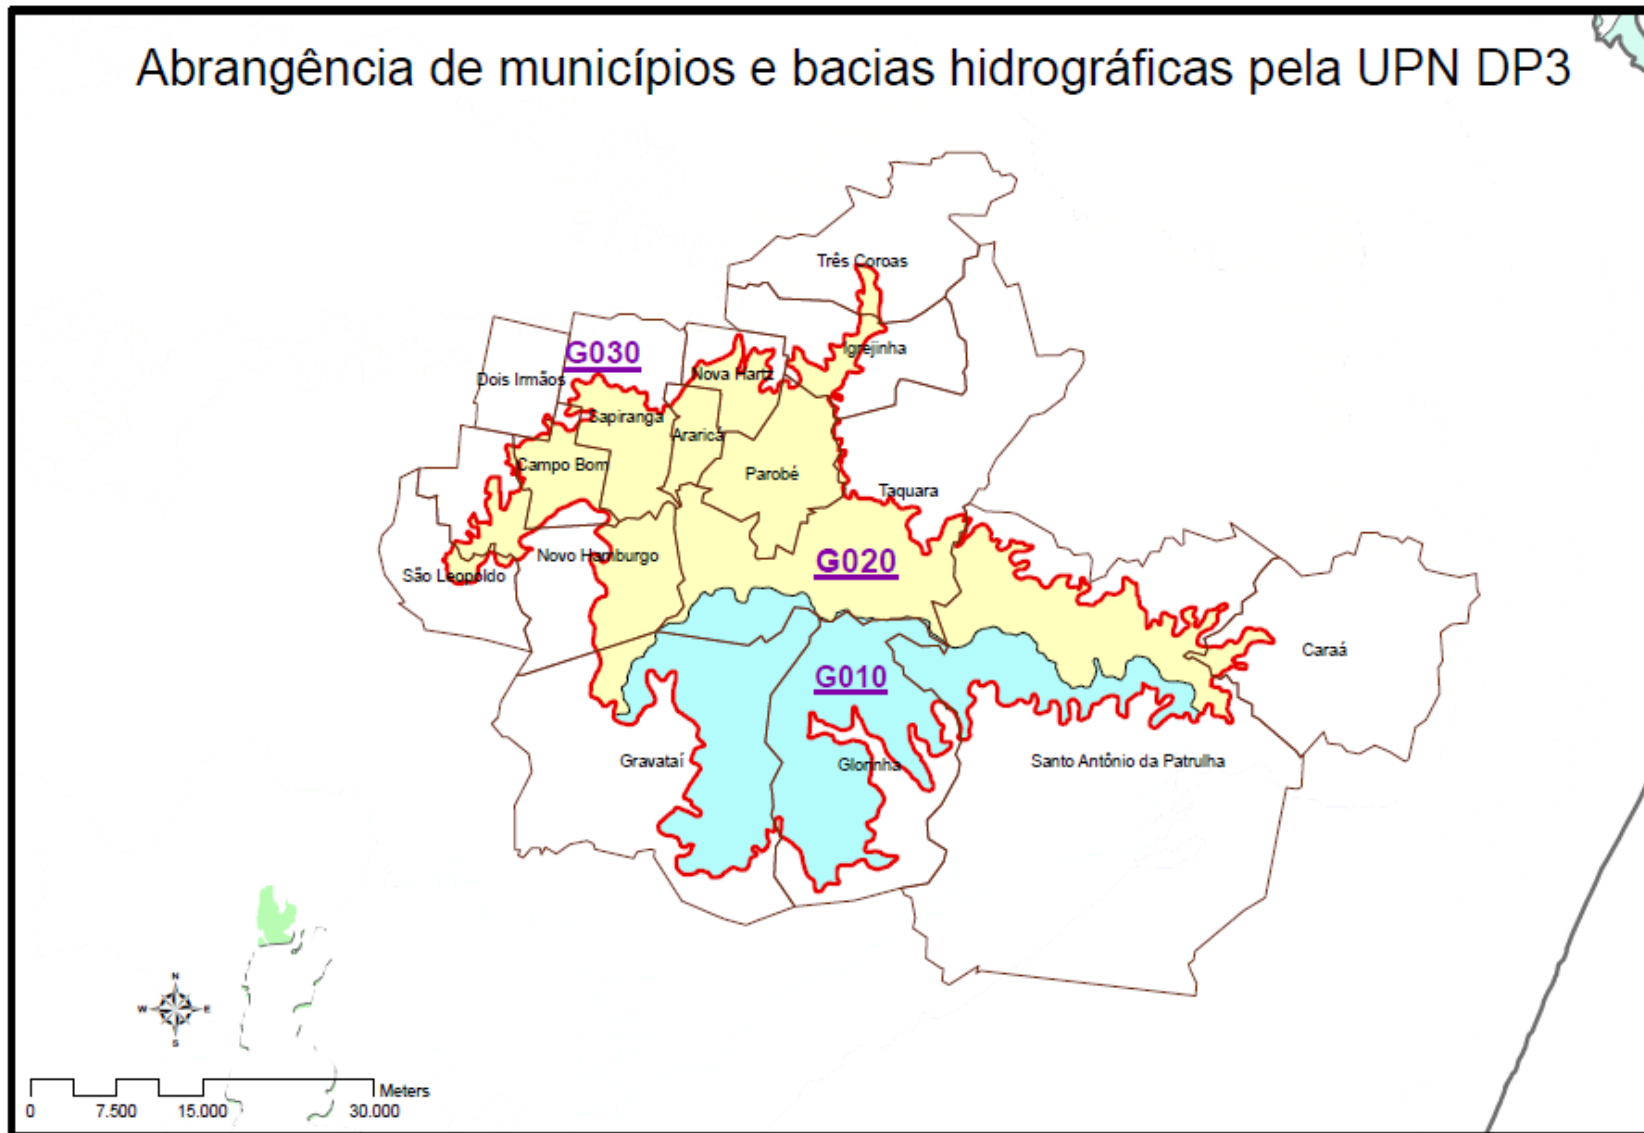 Abrangência de municípios e bacias hidrográficas pela UPN DP3
Três Coroas
Igrejinha
G030
Dois Irmãos
Nova Hartz
Sapiranga
Araricá
Campo Bom
Parobé
Taquara
Novo Hamburgo
G020
São Leopoldo
Caraá
G010
Gravataí
Glorinha
Santo Antônio da Patrulha
N
W E
S
Meters
0 7.500 15.000 30.000